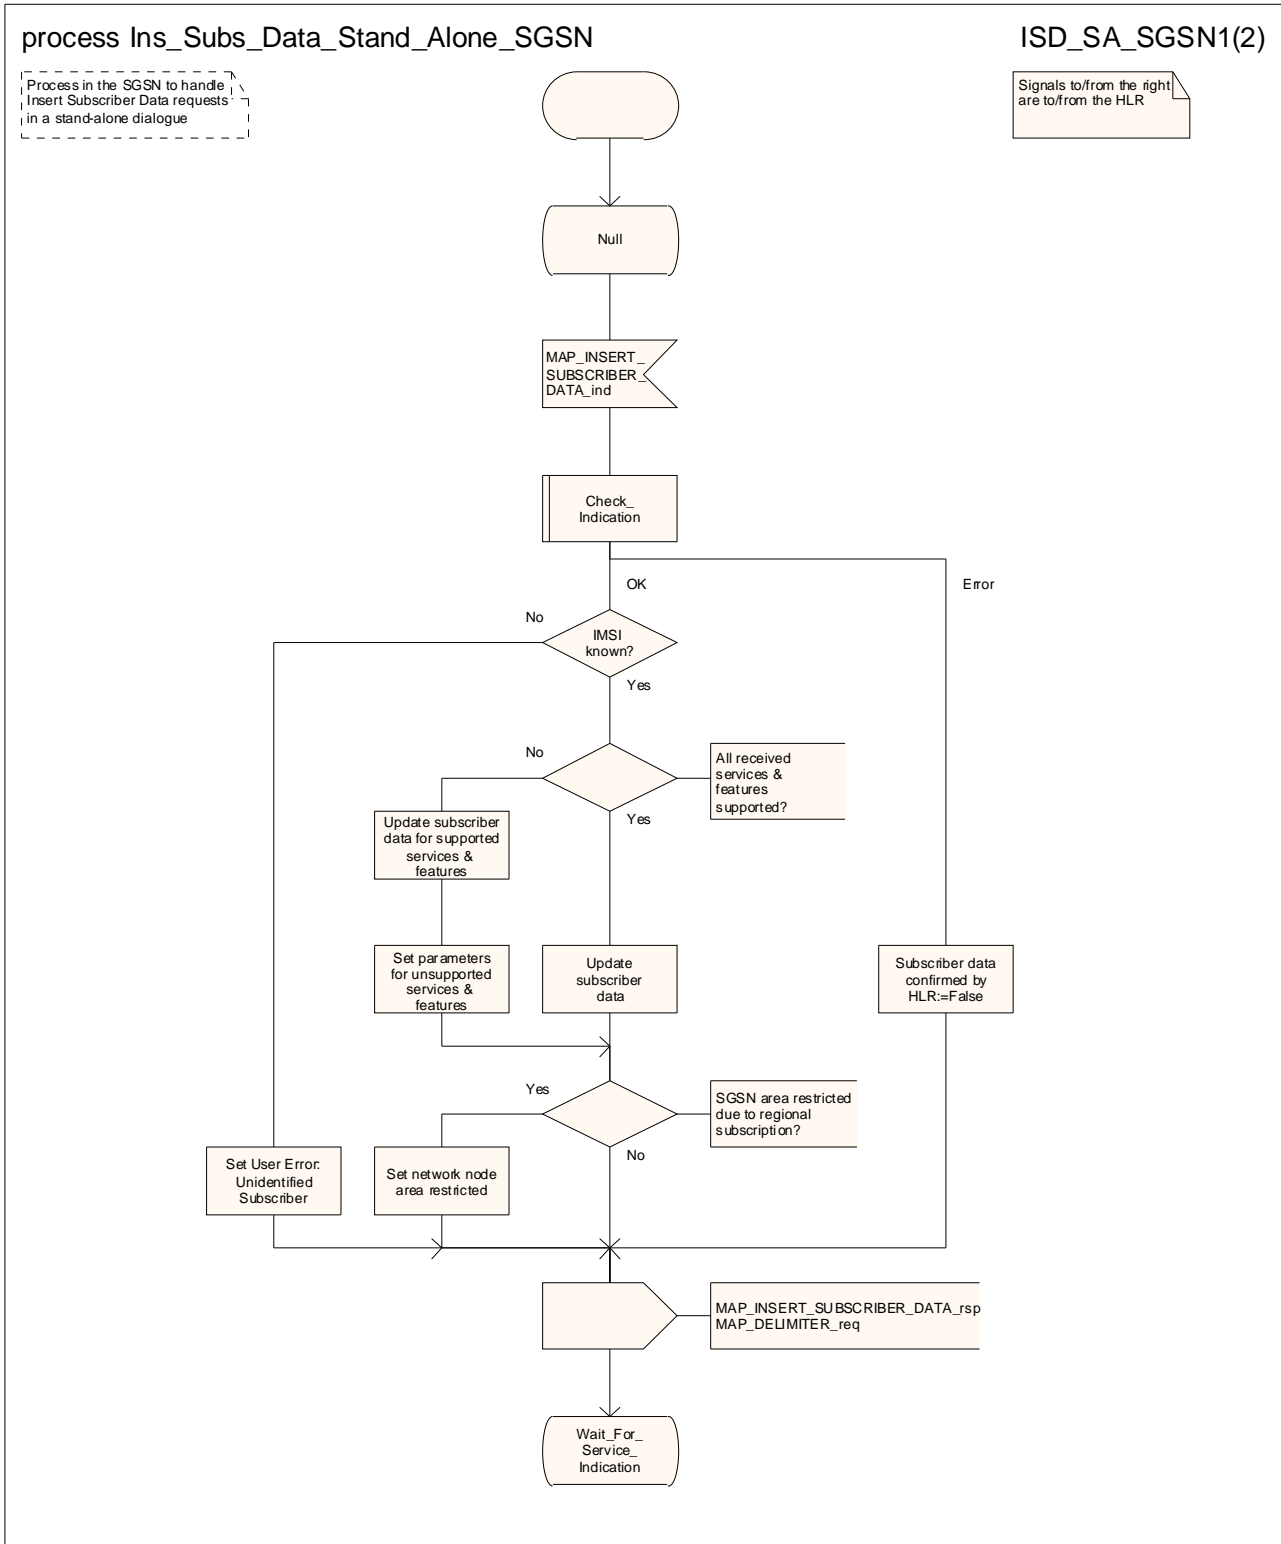 process Ins_Subs_Data_Stand_Alone_SGSN
ISD_SA_SGSN1(2)
Process in the SGSN to handle
Insert Subscriber Data requests
in a stand-alone dialogue
Signals to/from the right
are to/from the HLR
Null
MAP_INSERT_
SUBSCRIBER_
DATA_ind
Check_
Indication
OK
Error
No
IMSI
known?
Yes
No
All received
services &
features
supported?
Yes
Update subscriber
data for supported
services &
features
Set parameters
for unsupported
services &
features
Update
subscriber
data
Subscriber data
confirmed by
HLR:=False
Yes
SGSN area restricted
due to regional
subscription?
No
Set User Error:
Unidentified
Subscriber
Set network node
area restricted
MAP_INSERT_SUBSCRIBER_DATA_rsp
MAP_DELIMITER_req
Wait_For_
Service_
Indication